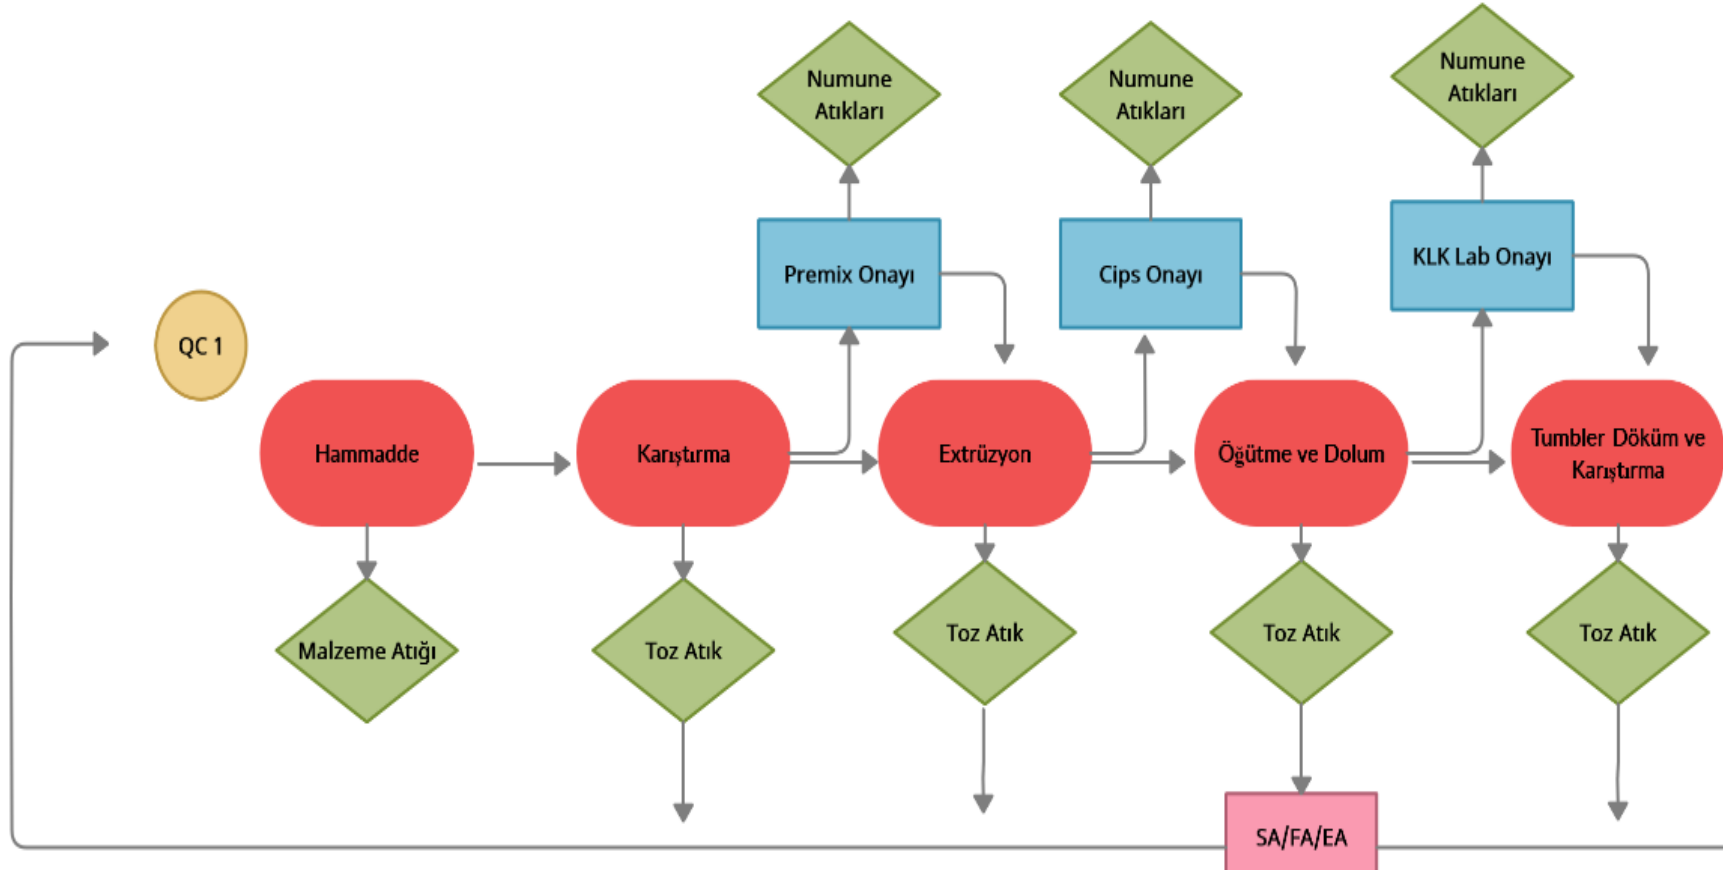 Numune
Atıkları
Numune
Atıkları
Numune
Atıkları
Premix Onayı
Cips Onayı
KLK Lab Onayı
QC 1
Hammadde
Karıştırma
Extrüzyon
Öğütme ve Dolum
Tumbler Döküm ve
Karıştırma
Malzeme Atığı
Toz Atık
Toz Atık
Toz Atık
Toz Atık
SA/FA/EA